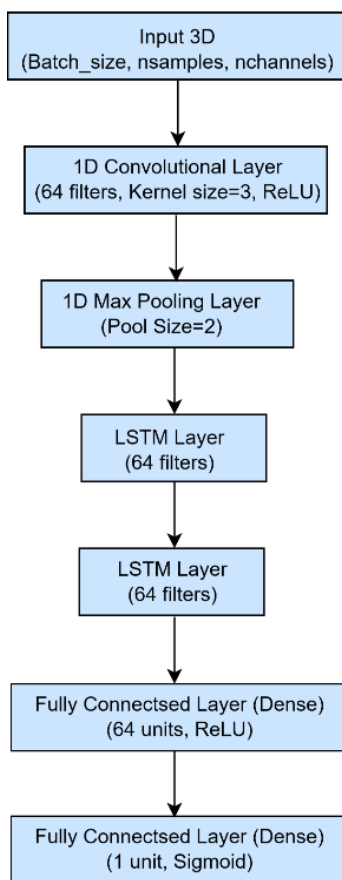 Input 3D
(Batch_size, nsamples, nchannels)
1D Convolutional Layer
(64 filters, Kernel size=3, ReLU)
1D Max Pooling Layer
(Pool Size=2)
LSTM Layer
(64 filters)
LSTM Layer
(64 filters)
Fully Connectsed Layer (Dense)
(64 units, ReLU)
Fully Connectsed Layer (Dense)
(1 unit, Sigmoid)